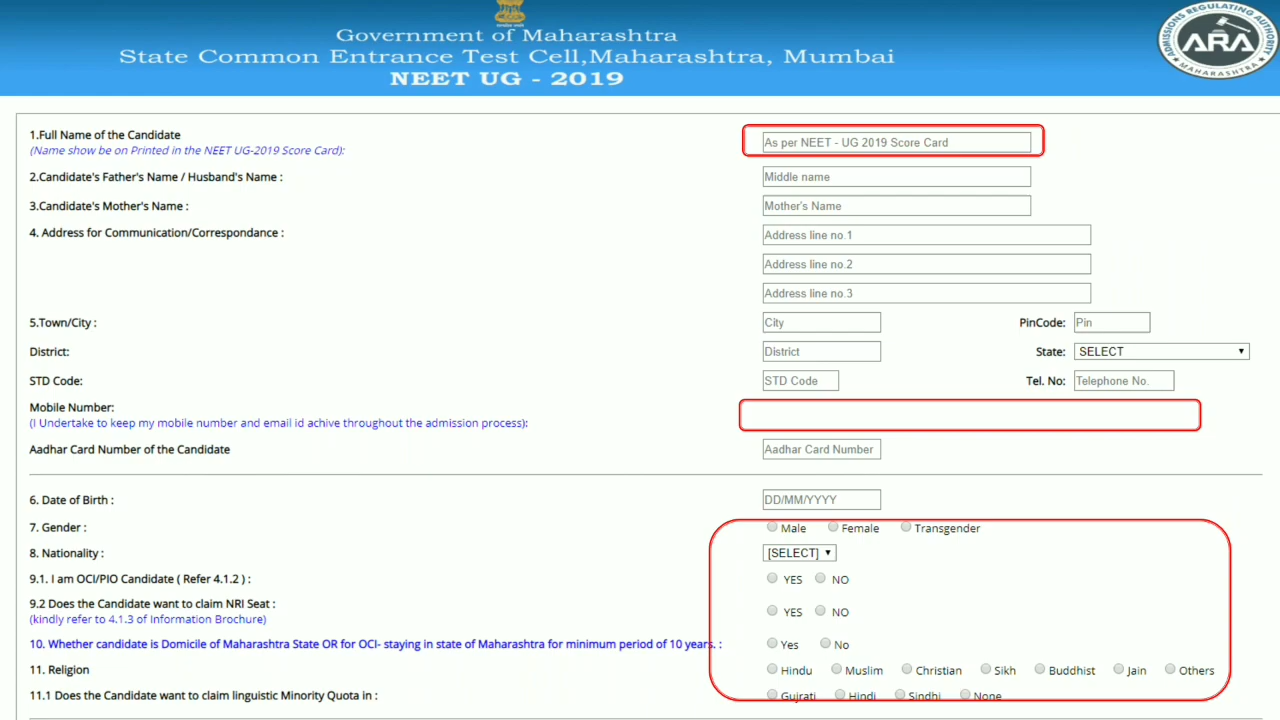 Government of Maharashtra
State Common Entrance Test Cell,Maharashtra, Mumbai
NEET UG - 2019
ADMISSIONS REGULATING AUTHORITY
ARA
MAHARASHTRA
1.Full Name of the Candidate
(Name show be on Printed in the NEET UG-2019 Score Card):
As per NEET - UG 2019 Score Card
2.Candidate's Father's Name / Husband's Name :
Middle name
3.Candidate's Mother's Name :
Mother's Name
4. Address for Communication/Correspondance :
Address line no.1
Address line no.2
Address line no.3
5.Town/City :
City
PinCode:
Pin
District:
District
State:
SELECT
STD Code:
STD Code
Tel. No:
Telephone No.
Mobile Number:
(I Undertake to keep my mobile number and email id achive throughout the admission process):
Aadhar Card Number of the Candidate
Aadhar Card Number
6. Date of Birth :
DD/MM/YYYY
7. Gender :
Male Female Transgender
8. Nationality :
[SELECT]
9.1. I am OCI/PIO Candidate ( Refer 4.1.2 ) :
YES NO
9.2 Does the Candidate want to claim NRI Seat :
(kindly refer to 4.1.3 of Information Brochure)
YES NO
10. Whether candidate is Domicile of Maharashtra State OR for OCI- staying in state of Maharashtra for minimum period of 10 years. :
Yes No
11. Religion
Hindu Muslim Christian Sikh Buddhist Jain Others
11.1 Does the Candidate want to claim linguistic Minority Quota in :
Gujrati Hindi Sindhi None